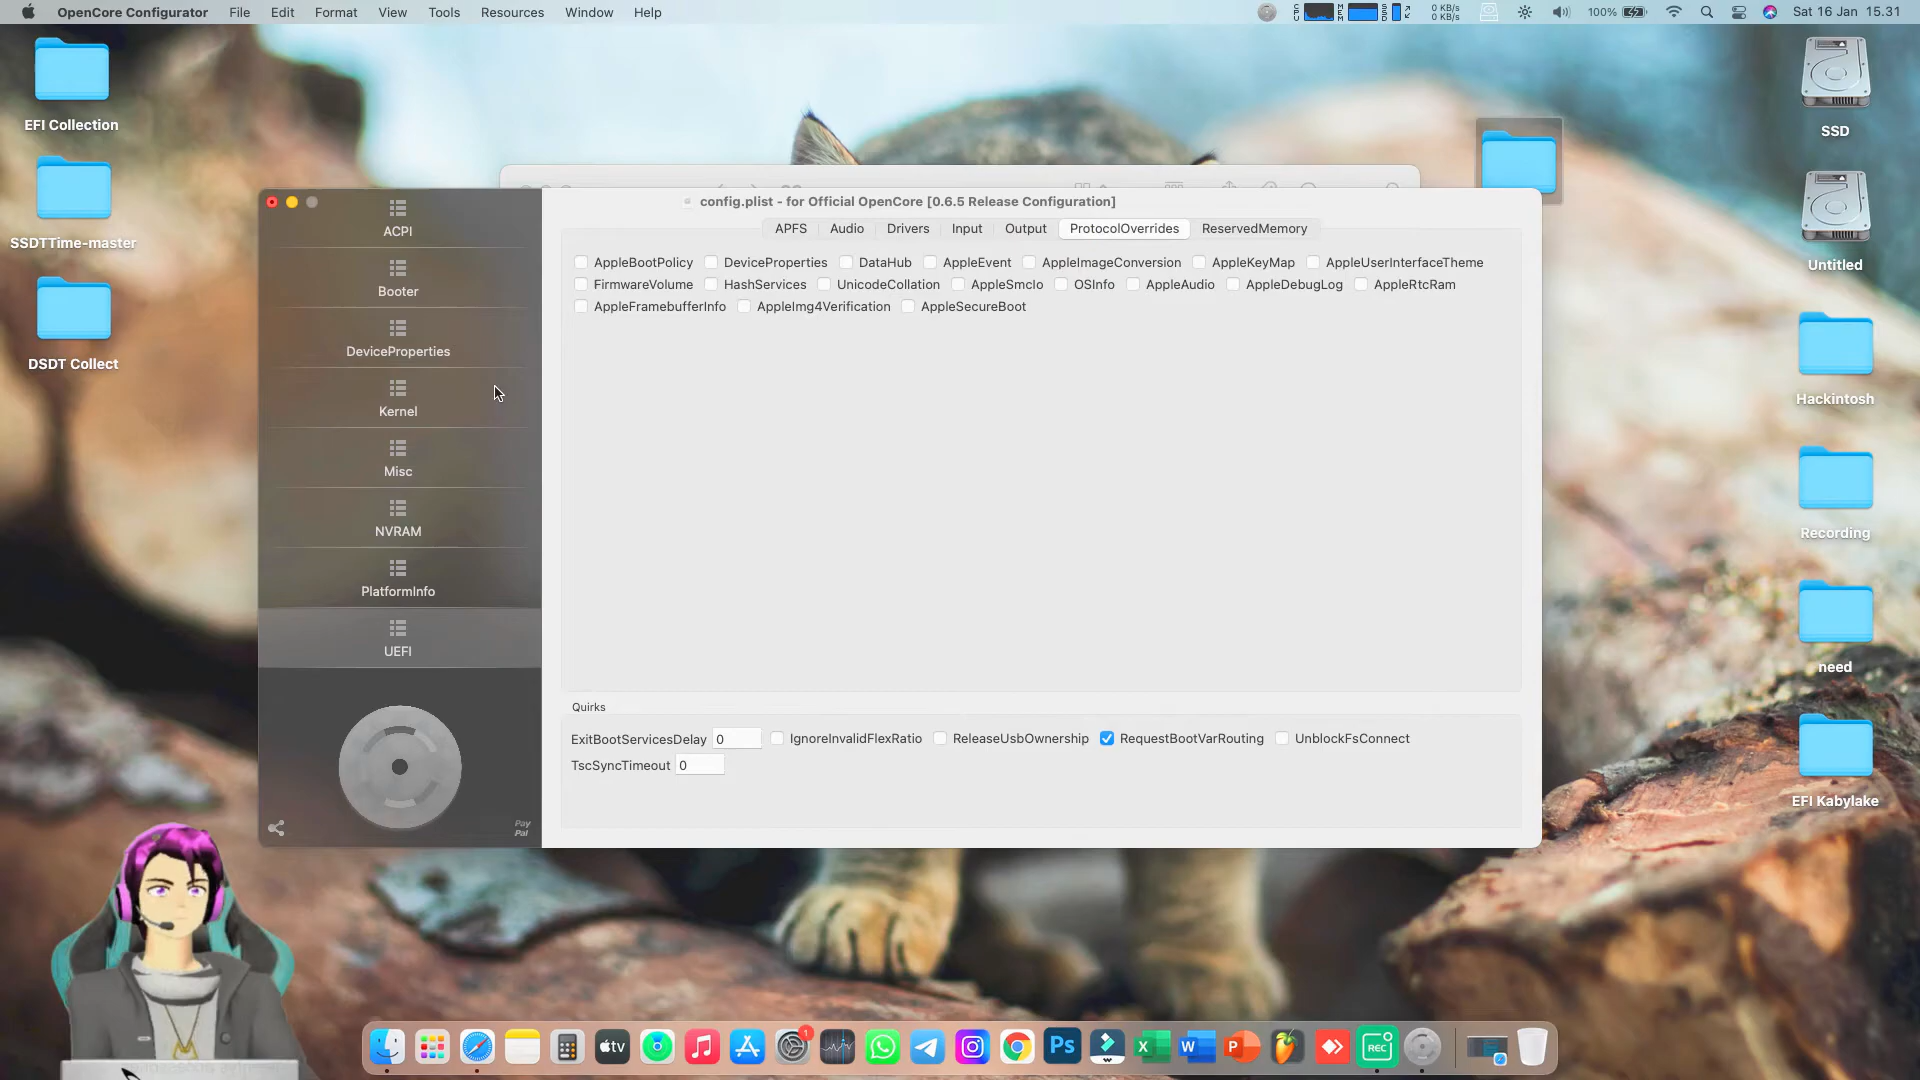 OpenCore Configurator File Edit Format View Tools Resources Window Help
0 KB/s
0 KB/s
100%
Sat 16 Jan 15.31
EFI Collection
SSDTTime-master
DSDT Collect
SSD
Untitled
Hackintosh
Recording
need
EFI Kabylake
config.plist - for Official OpenCore [0.6.5 Release Configuration]
ACPI
Booter
DeviceProperties
Kernel
Misc
NVRAM
PlatformInfo
UEFI
Pay
Pal
APFS Audio Drivers Input Output ProtocolOverrides ReservedMemory
AppleBootPolicy DeviceProperties DataHub AppleEvent AppleImageConversion AppleKeyMap AppleUserInterfaceTheme
FirmwareVolume HashServices UnicodeCollation AppleSmcIo OSInfo AppleAudio AppleDebugLog AppleRtcRam
AppleFramebufferInfo AppleImg4Verification AppleSecureBoot
Quirks
ExitBootServicesDelay 0 IgnoreInvalidFlexRatio ReleaseUsbOwnership RequestBootVarRouting UnblockFsConnect
TscSyncTimeout 0
tv
1
Ps
X
W
P
REC